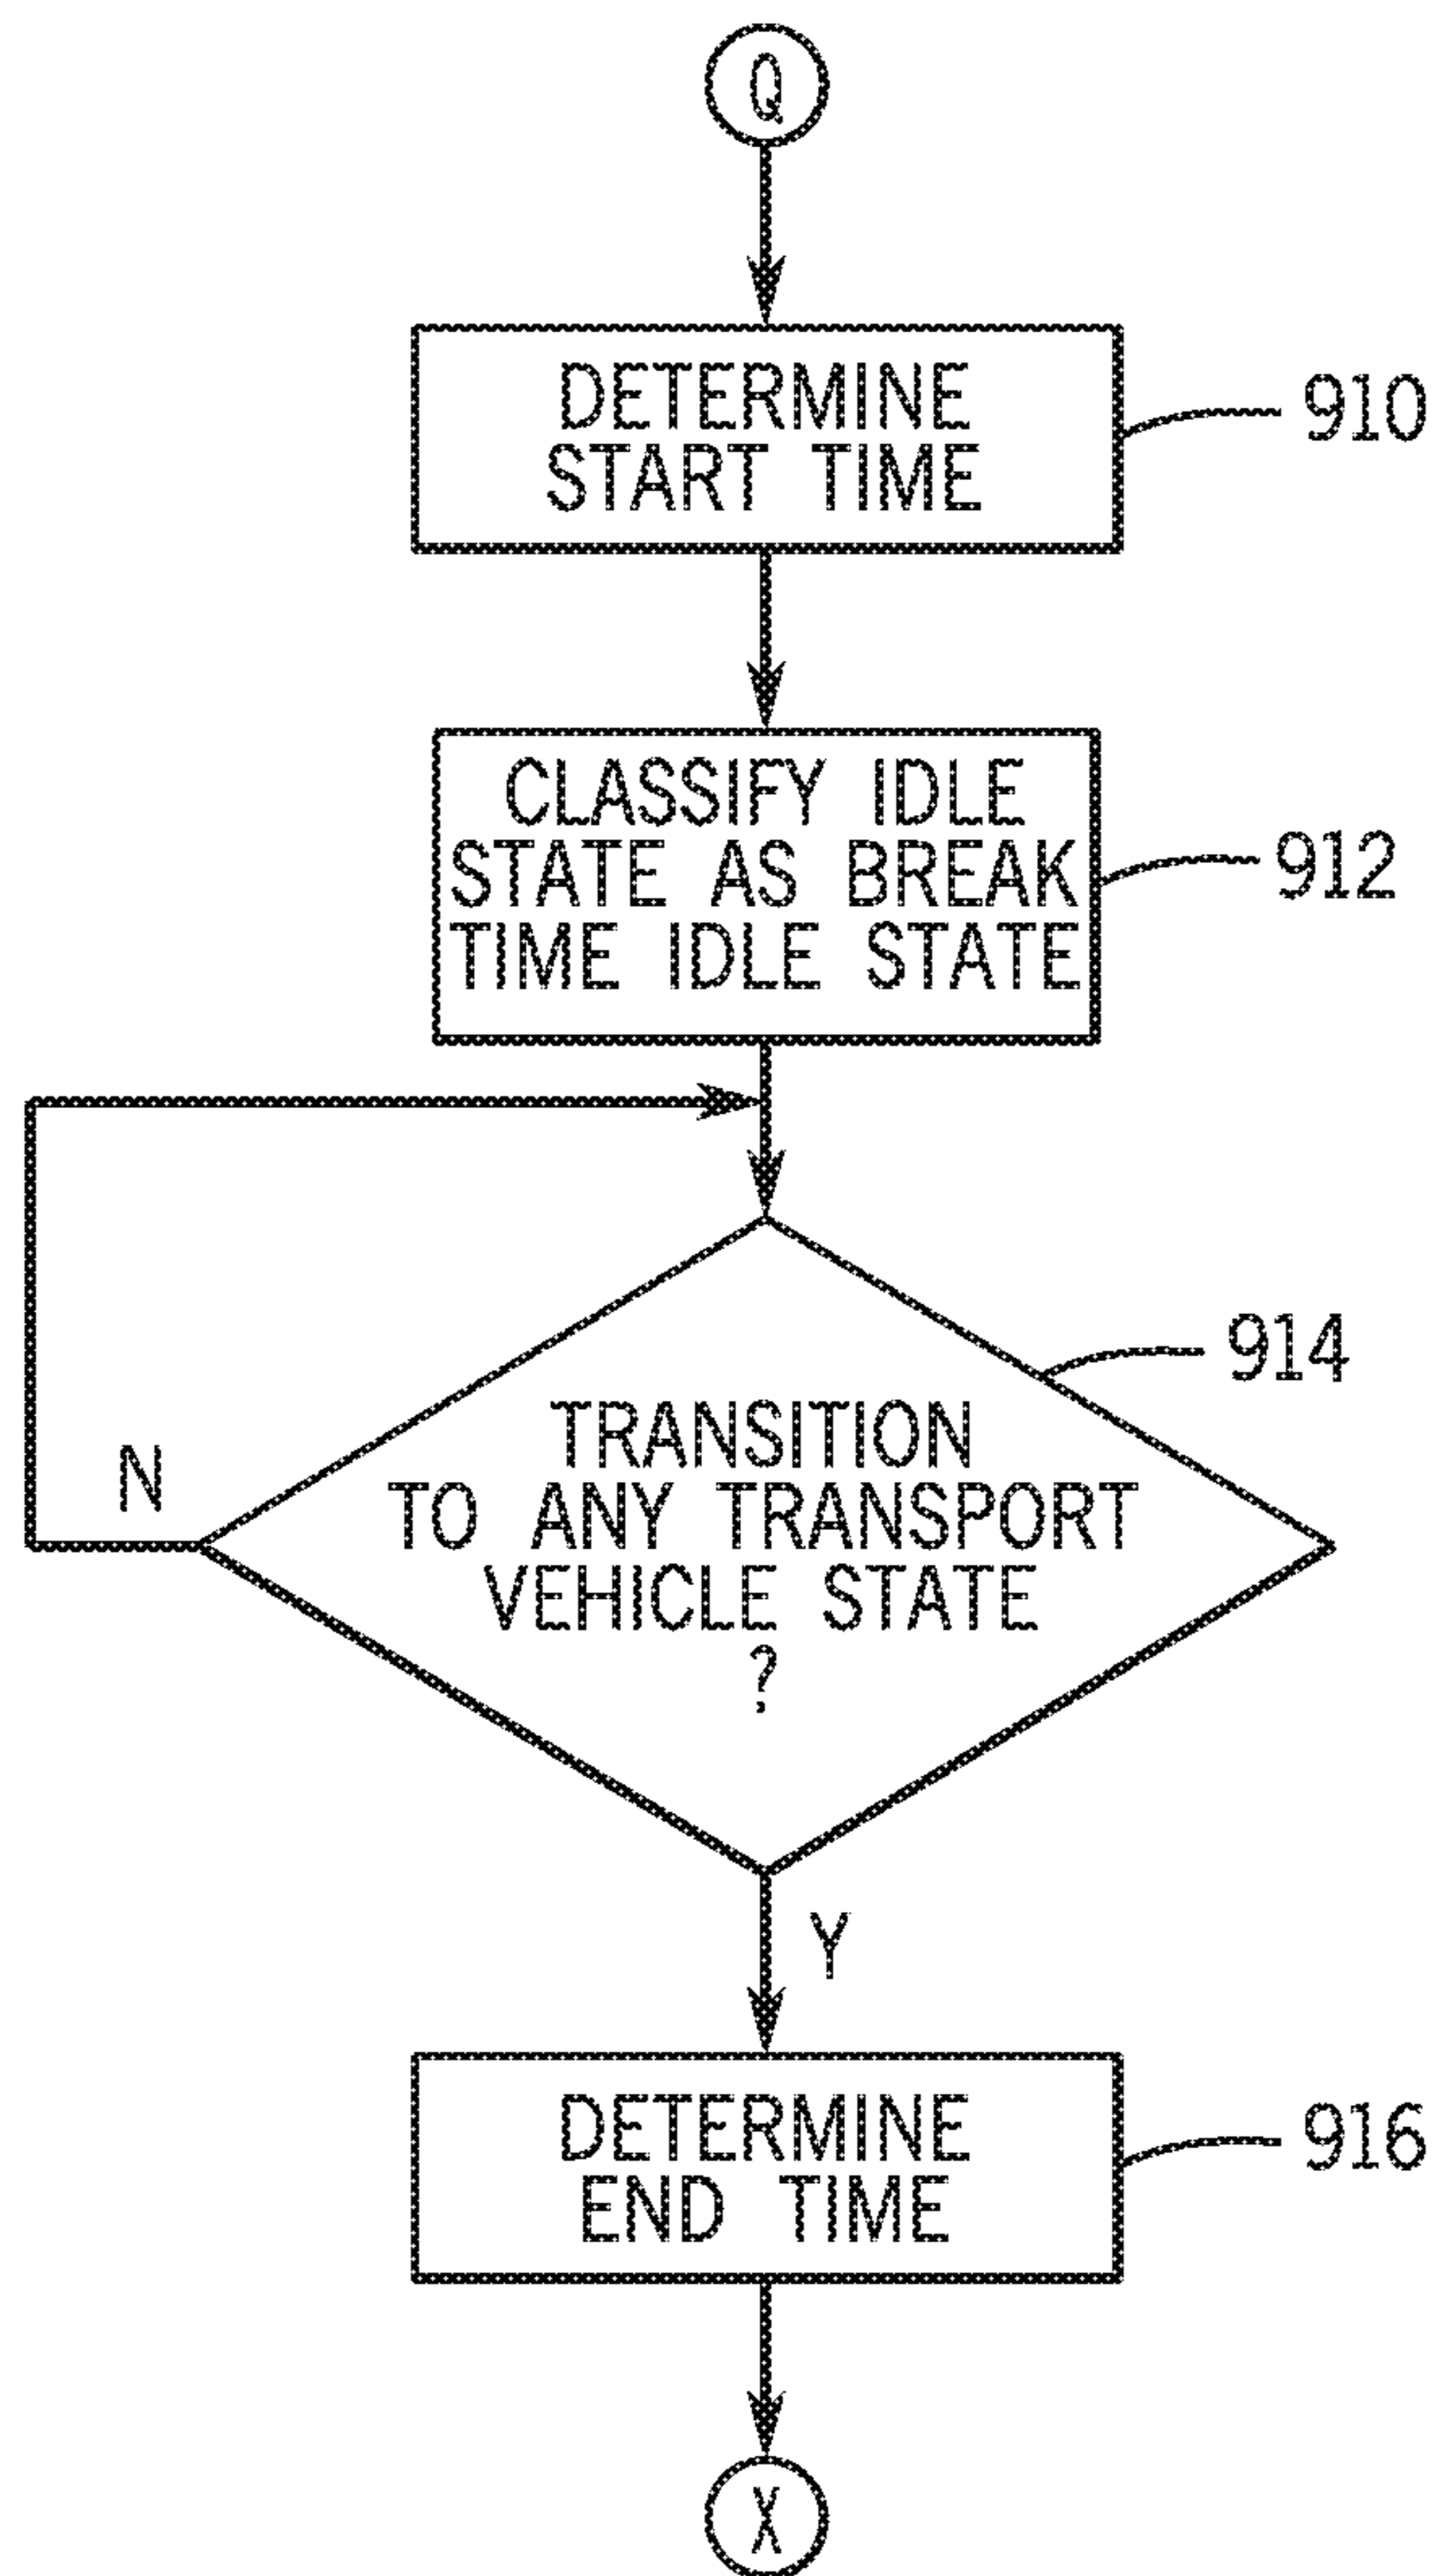 Q
DETERMINE
START TIME
910
CLASSIFY IDLE
STATE AS BREAK
TIME IDLE STATE
912
914
TRANSITION
TO ANY TRANSPORT
VEHICLE STATE
?
N
Y
DETERMINE
END TIME
916
X